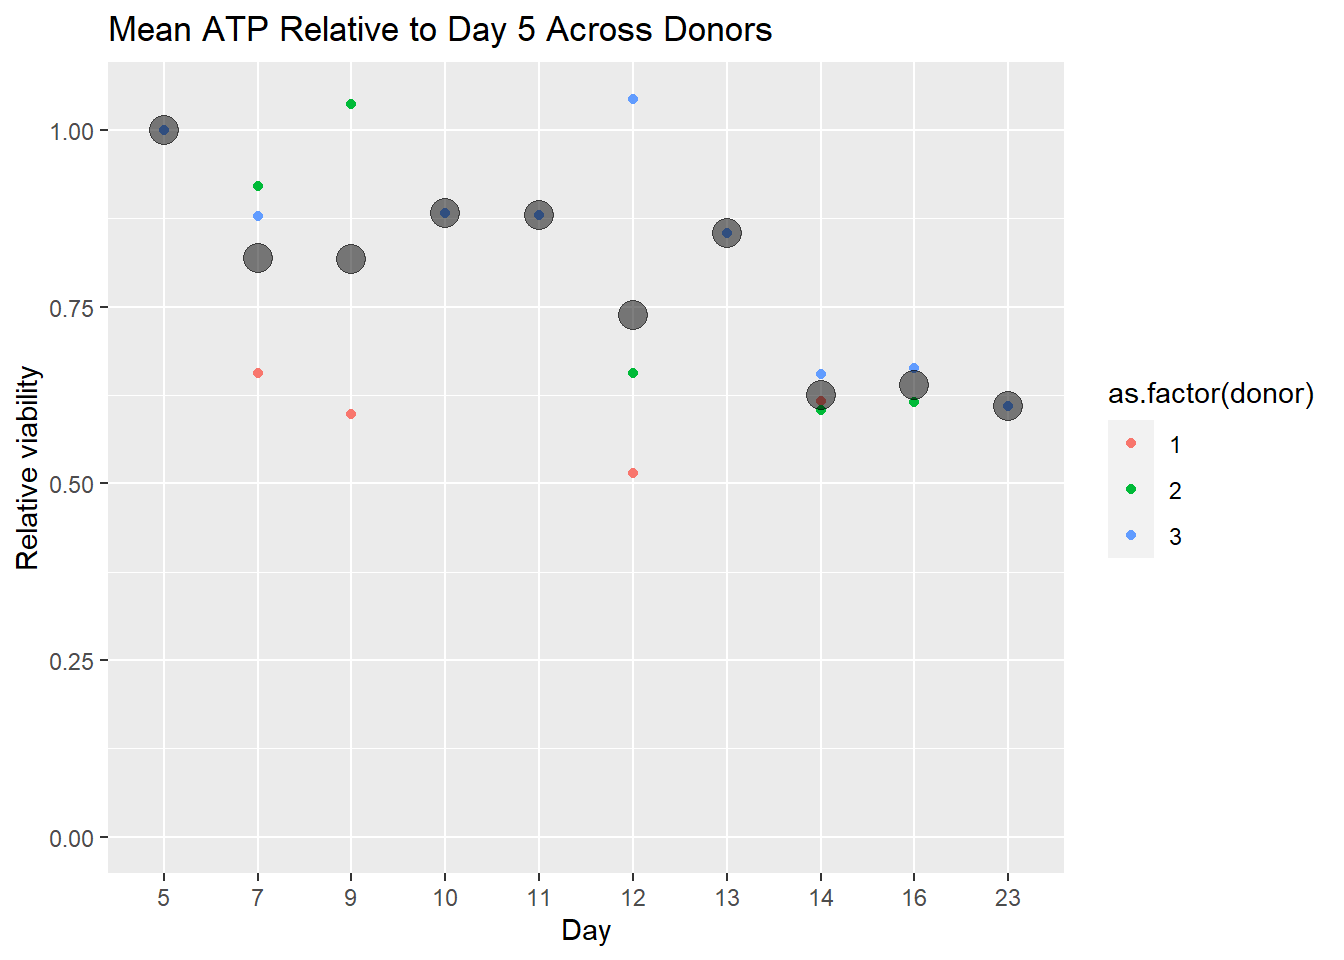 Mean ATP Relative to Day 5 Across Donors
Relative viability
1.00
0.75
0.50
0.25
0.00
5 7 9 10 11 12 13 14 16 23
Day
as.factor(donor)
1
2
3